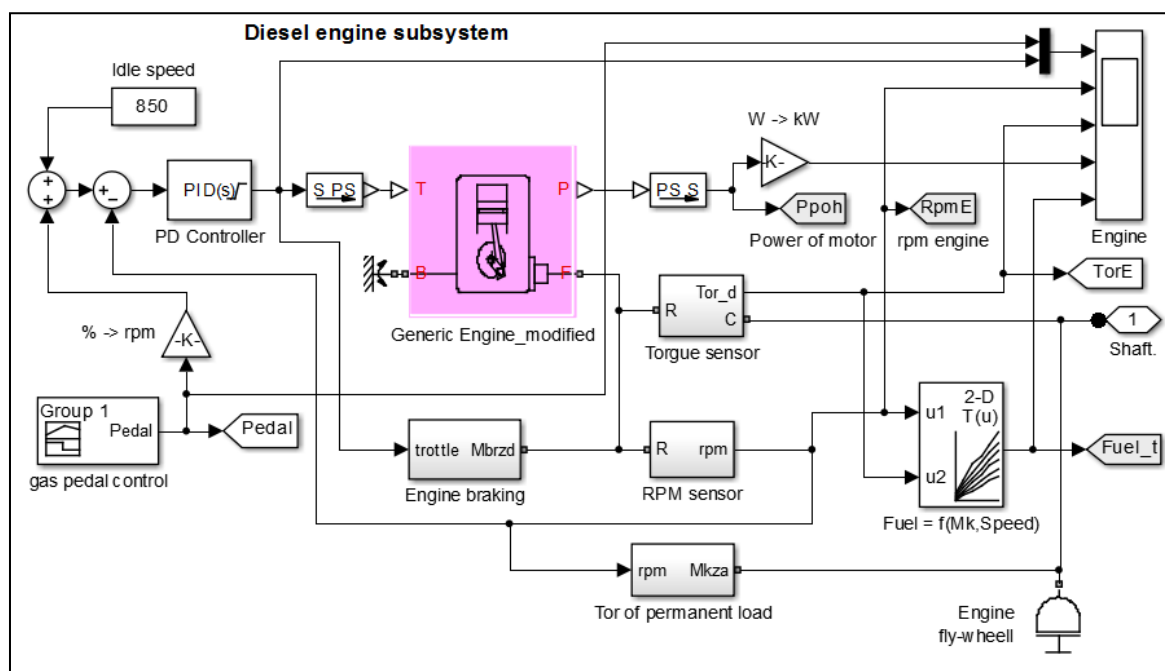 Diesel engine subsystem
Idle speed
850
W -> kW
-K-
PID(s)
PD Controller
S PS
T
P
PS S
Ppoh
Power of motor
RpmE
rpm engine
Engine
B
F
Generic Engine_modified
Tor_d
R
C
Torgue sensor
TorE
1
Shaft.
% -> rpm
-K-
Group 1
Pedal
gas pedal control
Pedal
trottle Mbrzd
Engine braking
R rpm
RPM sensor
2-D
T(u)
u1
u2
Fuel = f(Mk,Speed)
Fuel_t
rpm Mkza
Tor of permanent load
Engine
fly-wheell